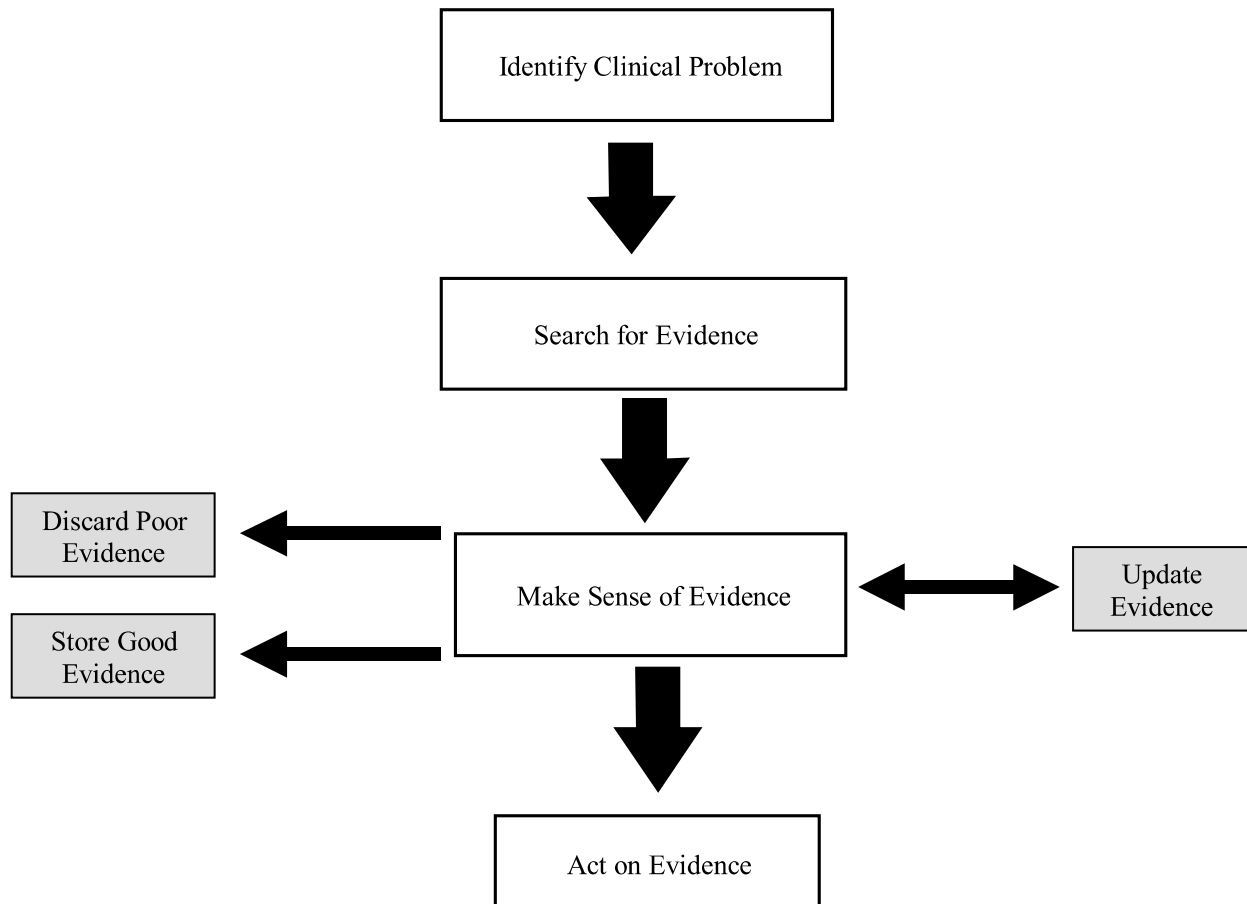 Identify Clinical Problem
Search for Evidence
Discard Poor
Evidence
Make Sense of Evidence
Update
Evidence
Store Good
Evidence
Act on Evidence